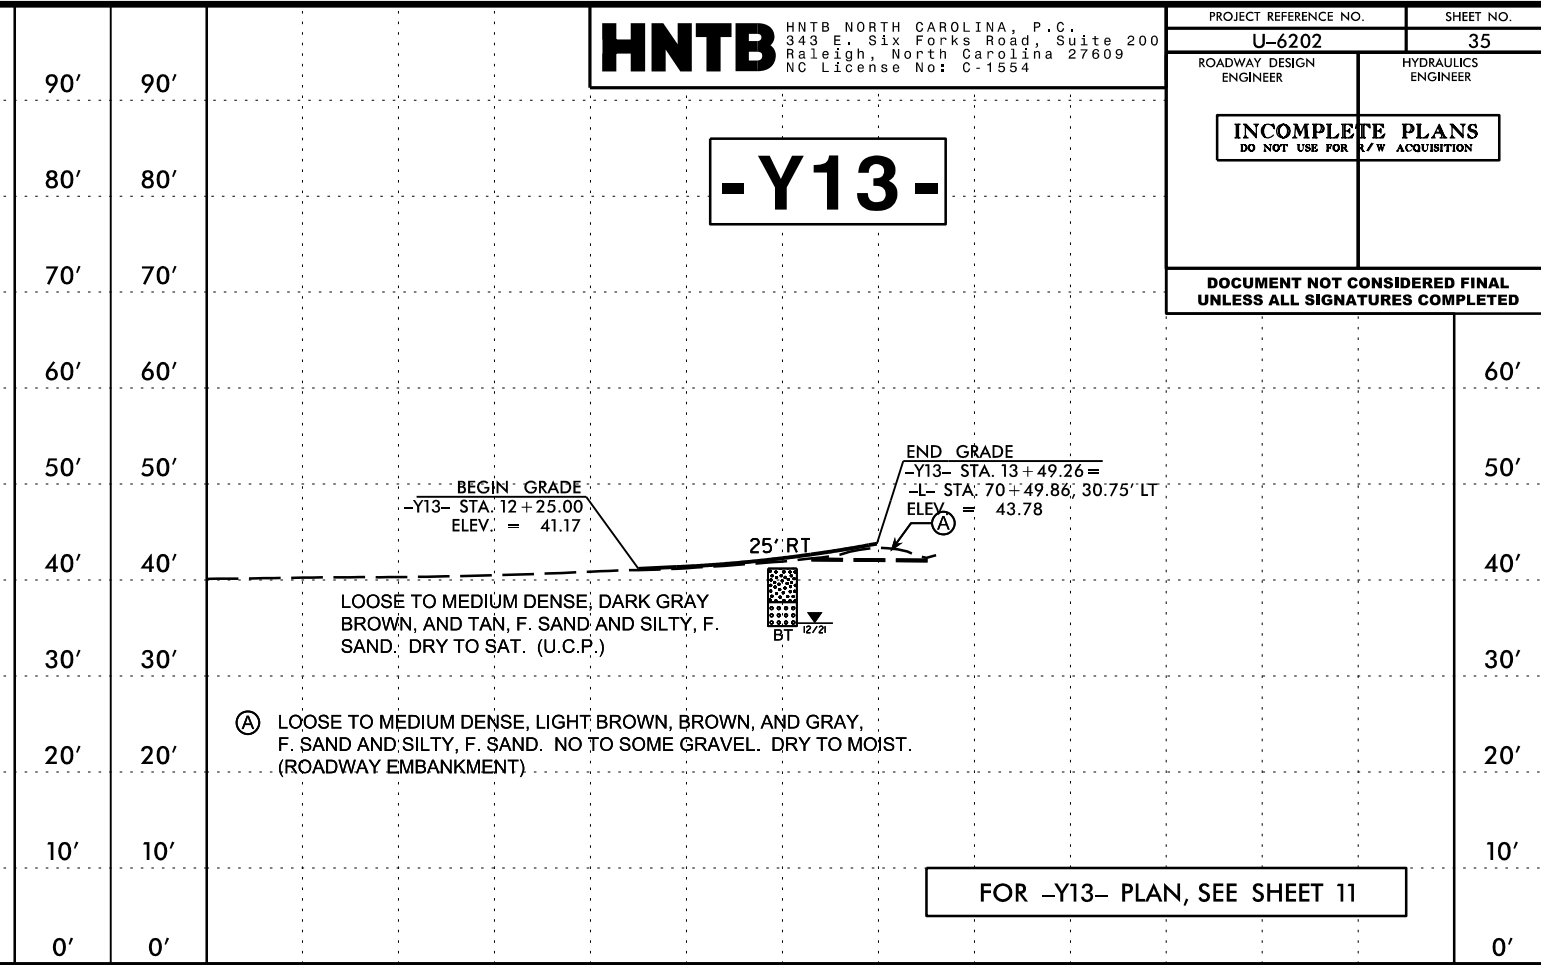 HNTB
HNTB NORTH CAROLINA, P.C.
343 E. Six Forks Road, Suite 200
Raleigh, North Carolina 27609
NC License No: C-1554
PROJECT REFERENCE NO.
SHEET NO.
U-6202
35
ROADWAY DESIGN
ENGINEER
HYDRAULICS
ENGINEER
INCOMPLETE PLANS
DO NOT USE FOR R/W ACQUISITION
DOCUMENT NOT CONSIDERED FINAL
UNLESS ALL SIGNATURES COMPLETED
-Y13-
90' 90'
80' 80'
70' 70'
60' 60' 60'
50' 50' 50'
40' 40' 40'
30' 30' 30'
20' 20' 20'
10' 10' 10'
0' 0' 0'
BEGIN GRADE
-Y13- STA. 12+25.00
ELEV. = 41.17
END GRADE
-Y13- STA. 13+49.26=
-L- STA. 70+49.86, 30.75' LT
ELEV. = 43.78
A
25' RT
BT
12/21
LOOSE TO MEDIUM DENSE, DARK GRAY
BROWN, AND TAN, F. SAND AND SILTY, F.
SAND. DRY TO SAT. (U.C.P.)
A LOOSE TO MEDIUM DENSE, LIGHT BROWN, BROWN, AND GRAY,
F. SAND AND SILTY, F. SAND. NO TO SOME GRAVEL. DRY TO MOIST.
(ROADWAY EMBANKMENT)
FOR -Y13- PLAN, SEE SHEET 11